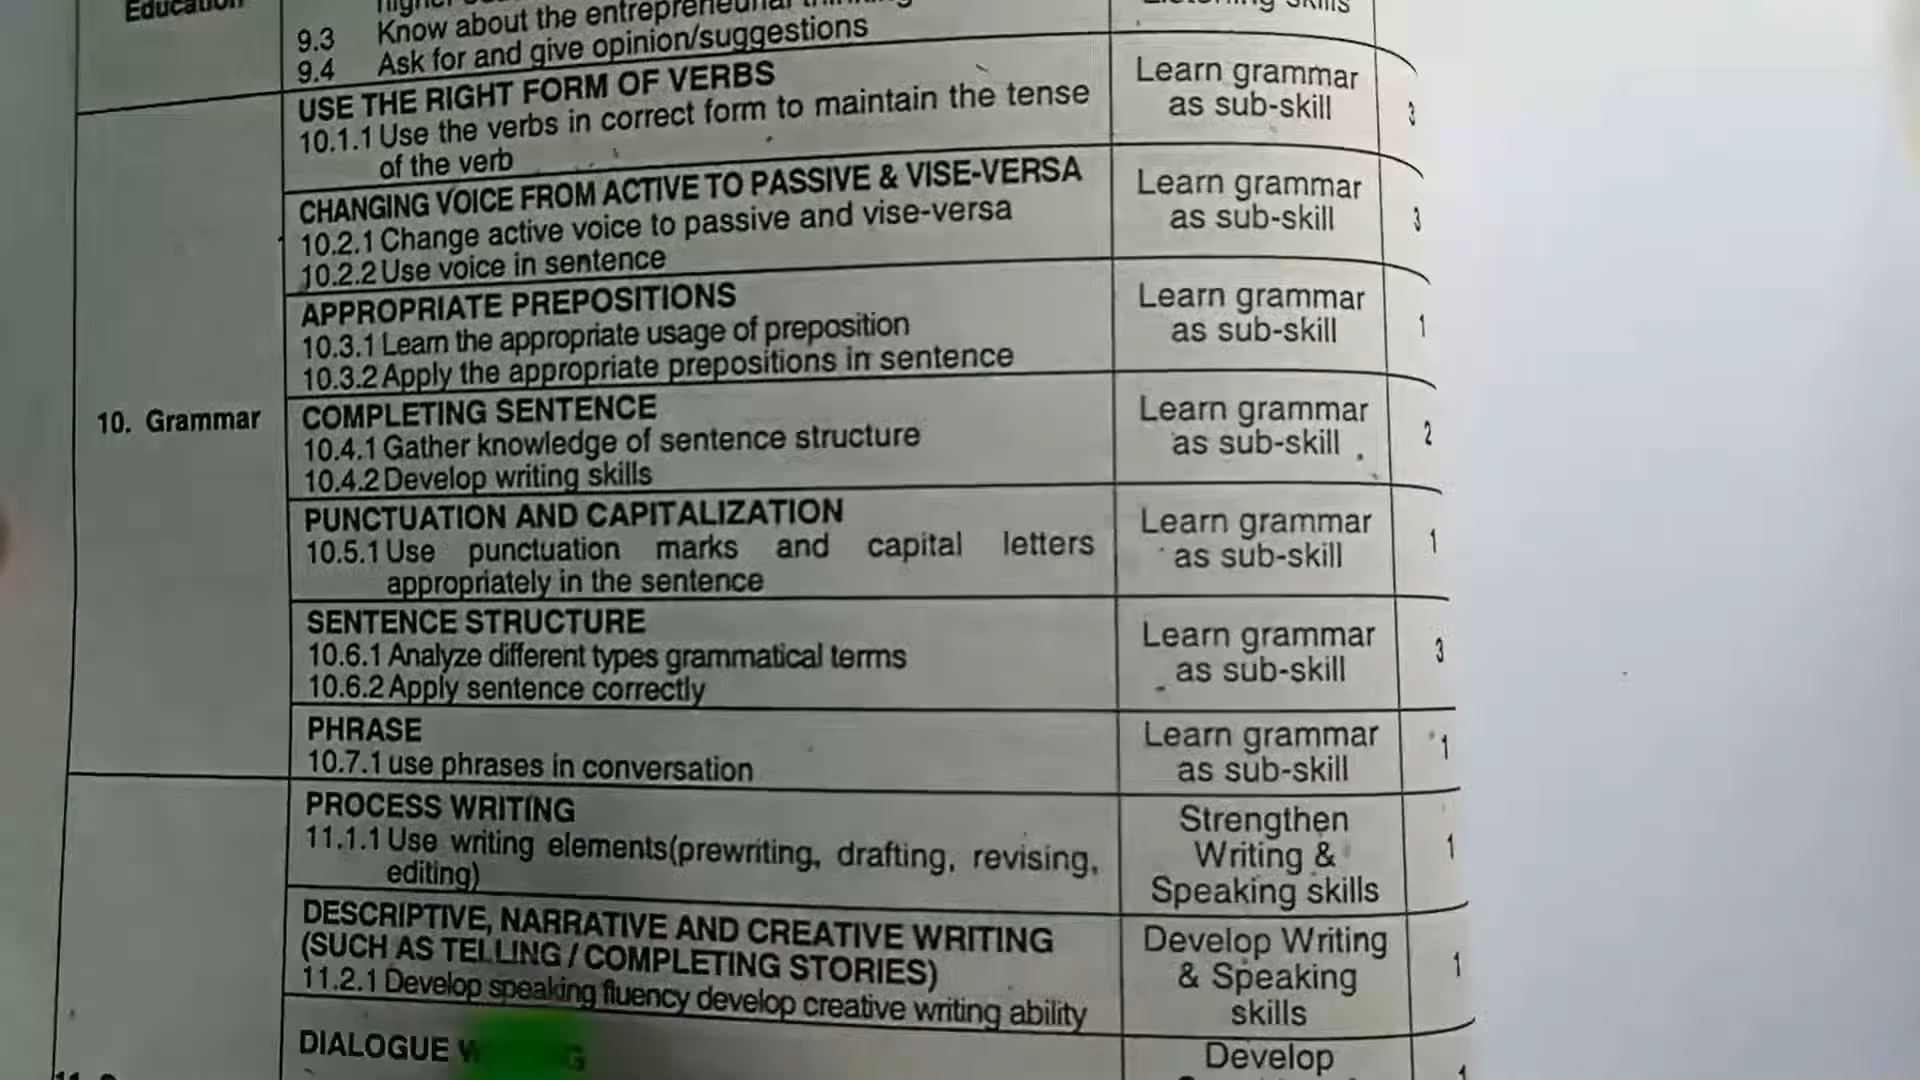 Education
9.3 Know about the entrepreneurial
9.4 Ask for and give opinion/suggestions
skills
USE THE RIGHT FORM OF VERBS
10.1.1 Use the verbs in correct form to maintain the tense
of the verb
Learn grammar
as sub-skill
3
CHANGING VOICE FROM ACTIVE TO PASSIVE & VISE-VERSA
10.2.1 Change active voice to passive and vise-versa
10.2.2 Use voice in sentence
Learn grammar
as sub-skill
3
APPROPRIATE PREPOSITIONS
10.3.1 Learn the appropriate usage of preposition
10.3.2 Apply the appropriate prepositions in sentence
Learn grammar
as sub-skill
1
10. Grammar
COMPLETING SENTENCE
10.4.1 Gather knowledge of sentence structure
10.4.2 Develop writing skills
Learn grammar
as sub-skill
2
PUNCTUATION AND CAPITALIZATION
10.5.1 Use punctuation marks and capital letters
appropriately in the sentence
Learn grammar
as sub-skill
1
SENTENCE STRUCTURE
10.6.1 Analyze different types grammatical terms
10.6.2 Apply sentence correctly
Learn grammar
as sub-skill
3
PHRASE
10.7.1 use phrases in conversation
Learn grammar
as sub-skill
1
PROCESS WRITING
11.1.1 Use writing elements(prewriting, drafting, revising,
editing)
Strengthen
Writing &
Speaking skills
1
DESCRIPTIVE, NARRATIVE AND CREATIVE WRITING
(SUCH AS TELLING / COMPLETING STORIES)
11.2.1 Develop speaking fluency develop creative writing ability
Develop Writing
& Speaking
skills
1
DIALOGUE
Develop